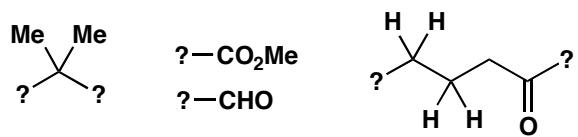 Me Me
? ?
?—CO₂Me
?—CHO
H H
? ?
H H O